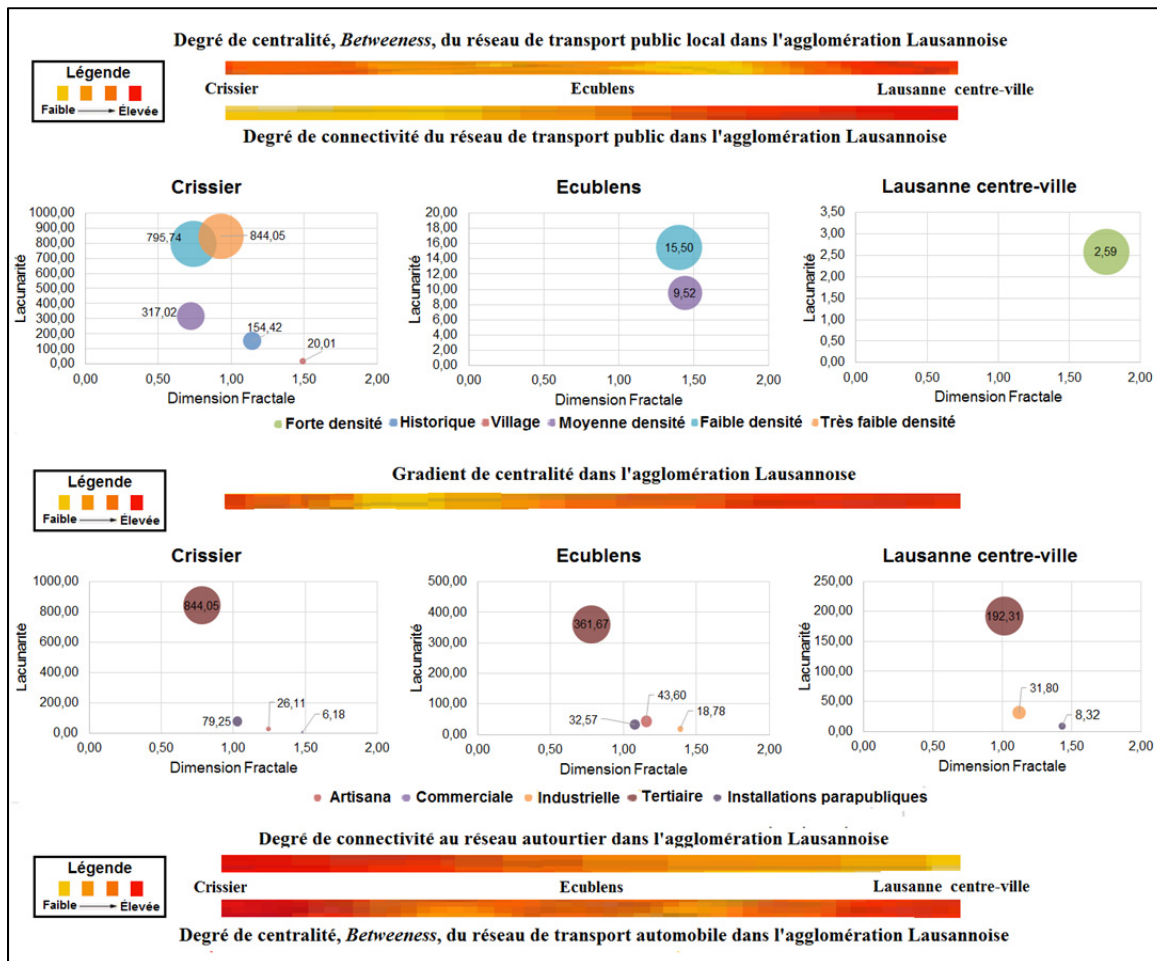 Degré de centralité, Betweeness, du réseau de transport public local dans l'agglomération Lausannoise
Légende
Faible Élevée
Crissier Ecublens Lausanne centre-ville
Degré de connectivité du réseau de transport public dans l'agglomération Lausannoise
Crissier
1000,00
900,00
800,00
700,00
600,00
500,00
400,00
300,00
200,00
100,00
0,00
Lacunarité
795,74
844,05
317,02
154,42
20,01
0,00 0,50 1,00 1,50 2,00
Dimension Fractale
Ecublens
20,00
18,00
16,00
14,00
12,00
10,00
8,00
6,00
4,00
2,00
0,00
Lacunarité
15,50
9,52
0,00 0,50 1,00 1,50 2,00
Dimension Fractale
Lausanne centre-ville
3,50
3,00
2,50
2,00
1,50
1,00
0,50
0,00
Lacunarité
2,59
0,00 0,50 1,00 1,50 2,00
Dimension Fractale
Forte densité Historique Village Moyenne densité Faible densité Très faible densité
Légende
Faible Élevée
Gradient de centralité dans l'agglomération Lausannoise
Crissier
1000,00
800,00
600,00
400,00
200,00
0,00
Lacunarité
844,05
79,25
26,11
6,18
0,00 0,50 1,00 1,50 2,00
Dimension Fractale
Ecublens
500,00
400,00
300,00
200,00
100,00
0,00
Lacunarité
361,67
32,57
43,60
18,78
0,00 0,50 1,00 1,50 2,00
Dimension Fractale
Lausanne centre-ville
250,00
200,00
150,00
100,00
50,00
0,00
Lacunarité
192,31
31,80
8,32
0,00 0,50 1,00 1,50 2,00
Dimension Fractale
Artisana Commerciale Industrielle Tertiaire Installations parapubliques
Degré de connectivité au réseau autourtier dans l'agglomération Lausannoise
Légende
Faible Élevée
Crissier Ecublens Lausanne centre-ville
Degré de centralité, Betweeness, du réseau de transport automobile dans l'agglomération Lausannoise